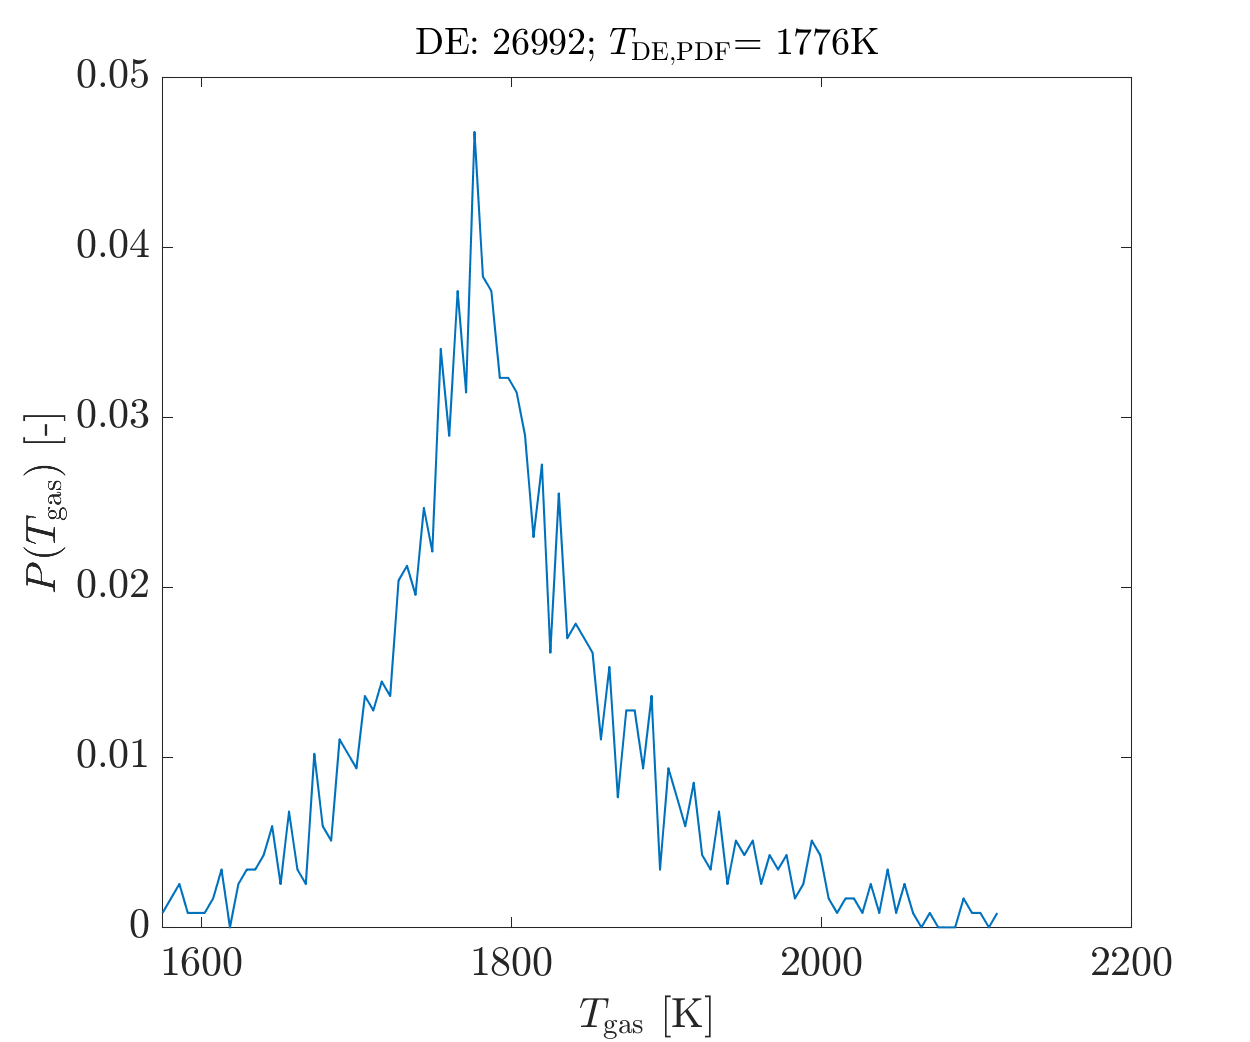 DE: 26992; T_DE,PDF= 1776K
0.05
0.04
0.03
0.02
0.01
0
P(T_gas) [-]
1600 1800 2000 2200
T_gas [K]